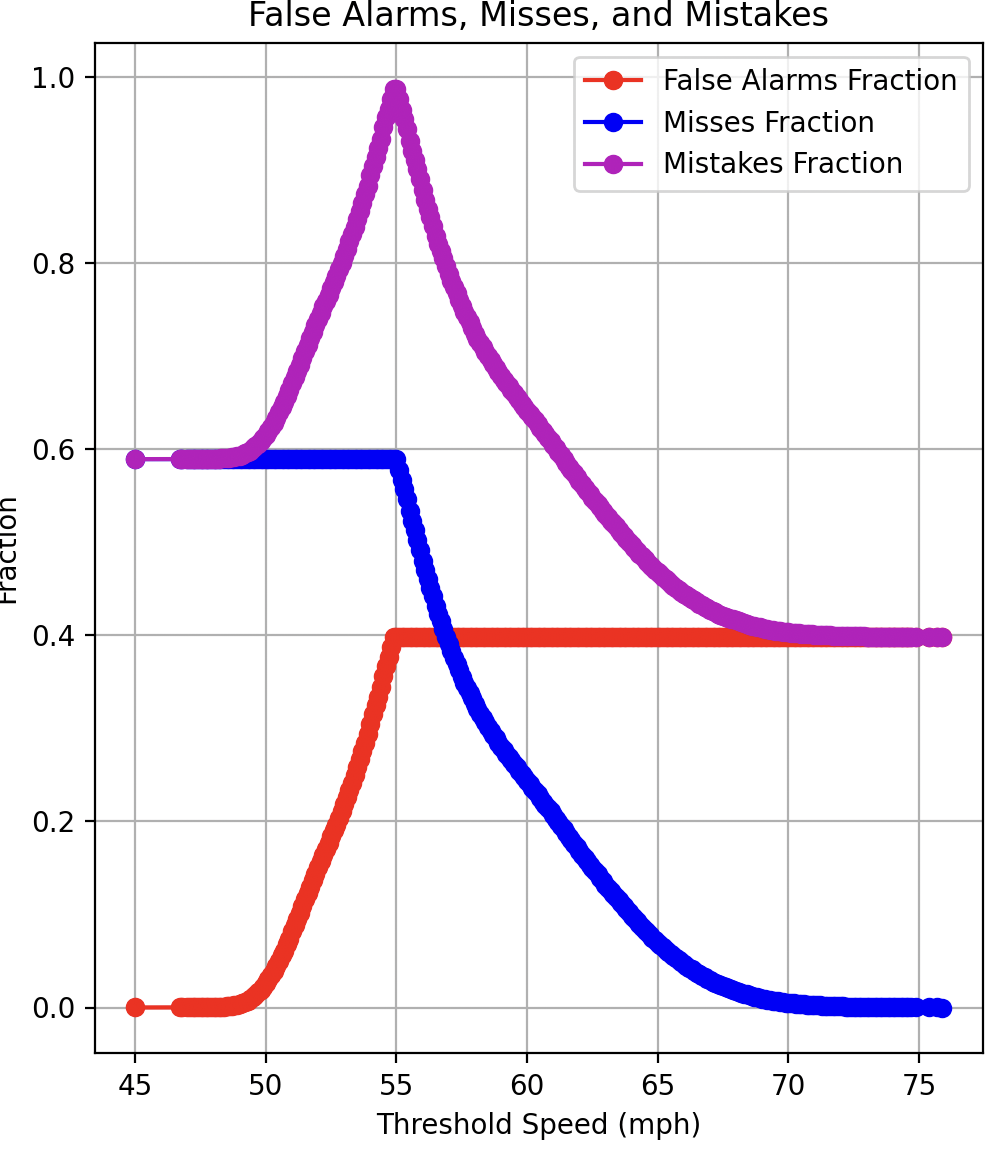 False Alarms, Misses, and Mistakes
False Alarms Fraction
Misses Fraction
Mistakes Fraction
1.0
0.8
0.6
0.4
0.2
0.0
Fraction
45 50 55 60 65 70 75
Threshold Speed (mph)